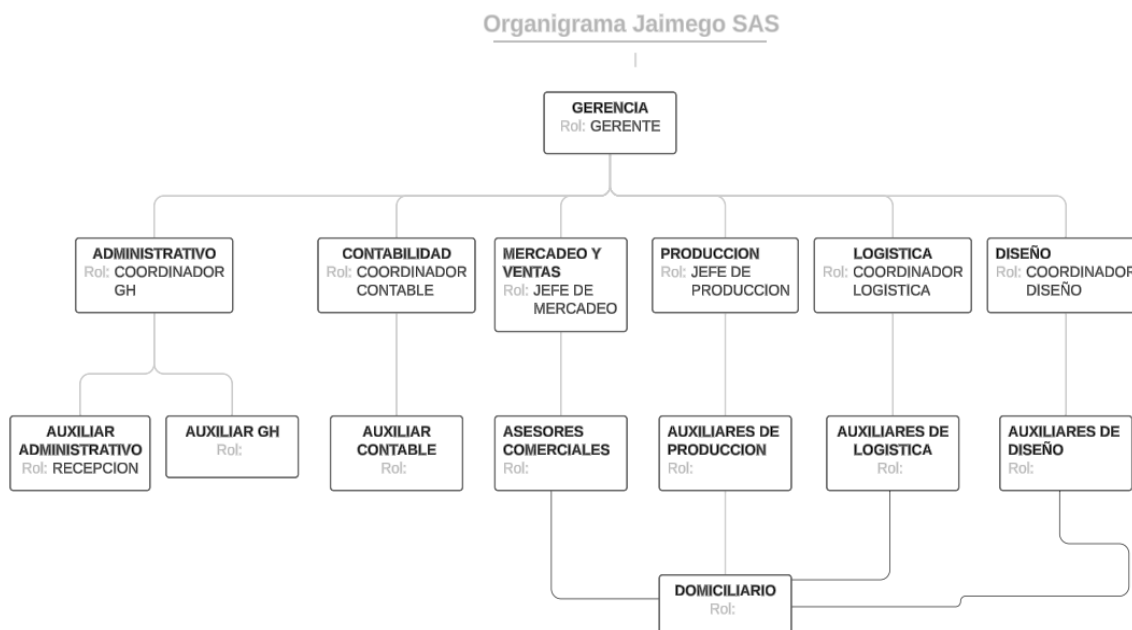 Organigrama Jaimego SAS
GERENCIA
Rol: GERENTE
ADMINISTRATIVO
Rol: COORDINADOR
GH
CONTABILIDAD
Rol: COORDINADOR
CONTABLE
MERCADEO Y
VENTAS
Rol: JEFE DE
MERCADEO
PRODUCCION
Rol: JEFE DE
PRODUCCION
LOGISTICA
Rol: COORDINADOR
LOGISTICA
DISEÑO
Rol: COORDINADOR
DISEÑO
AUXILIAR
ADMINISTRATIVO
Rol: RECEPCION
AUXILIAR GH
Rol:
AUXILIAR
CONTABLE
Rol:
ASESORES
COMERCIALES
Rol:
AUXILIARES DE
PRODUCCION
Rol:
AUXILIARES DE
LOGISTICA
Rol:
AUXILIARES DE
DISEÑO
Rol:
DOMICILIARIO
Rol: